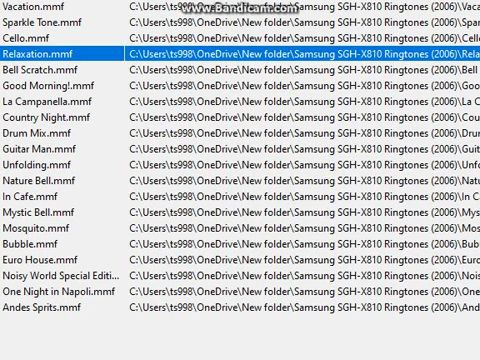 www.Bandicam.com
Vacation.mmf C:\Users\ts998\OneDrive\New folder\Samsung SGH-X810 Ringtones (2006)\Vaca
Sparkle Tone.mmf C:\Users\ts998\OneDrive\New folder\Samsung SGH-X810 Ringtones (2006)\Spar
Cello.mmf C:\Users\ts998\OneDrive\New folder\Samsung SGH-X810 Ringtones (2006)\Cello
Relaxation.mmf C:\Users\ts998\OneDrive\New folder\Samsung SGH-X810 Ringtones (2006)\Rela
Bell Scratch.mmf C:\Users\ts998\OneDrive\New folder\Samsung SGH-X810 Ringtones (2006)\Bell
Good Morning!.mmf C:\Users\ts998\OneDrive\New folder\Samsung SGH-X810 Ringtones (2006)\Goo
La Campanella.mmf C:\Users\ts998\OneDrive\New folder\Samsung SGH-X810 Ringtones (2006)\La C
Country Night.mmf C:\Users\ts998\OneDrive\New folder\Samsung SGH-X810 Ringtones (2006)\Cou
Drum Mix.mmf C:\Users\ts998\OneDrive\New folder\Samsung SGH-X810 Ringtones (2006)\Dru
Guitar Man.mmf C:\Users\ts998\OneDrive\New folder\Samsung SGH-X810 Ringtones (2006)\Guit
Unfolding.mmf C:\Users\ts998\OneDrive\New folder\Samsung SGH-X810 Ringtones (2006)\Unfo
Nature Bell.mmf C:\Users\ts998\OneDrive\New folder\Samsung SGH-X810 Ringtones (2006)\Natu
In Cafe.mmf C:\Users\ts998\OneDrive\New folder\Samsung SGH-X810 Ringtones (2006)\In C
Mystic Bell.mmf C:\Users\ts998\OneDrive\New folder\Samsung SGH-X810 Ringtones (2006)\Myst
Mosquito.mmf C:\Users\ts998\OneDrive\New folder\Samsung SGH-X810 Ringtones (2006)\Mos
Bubble.mmf C:\Users\ts998\OneDrive\New folder\Samsung SGH-X810 Ringtones (2006)\Bub
Euro House.mmf C:\Users\ts998\OneDrive\New folder\Samsung SGH-X810 Ringtones (2006)\Euro
Noisy World Special Editi... C:\Users\ts998\OneDrive\New folder\Samsung SGH-X810 Ringtones (2006)\Nois
One Night in Napoli.mmf C:\Users\ts998\OneDrive\New folder\Samsung SGH-X810 Ringtones (2006)\One
Andes Sprits.mmf C:\Users\ts998\OneDrive\New folder\Samsung SGH-X810 Ringtones (2006)\And